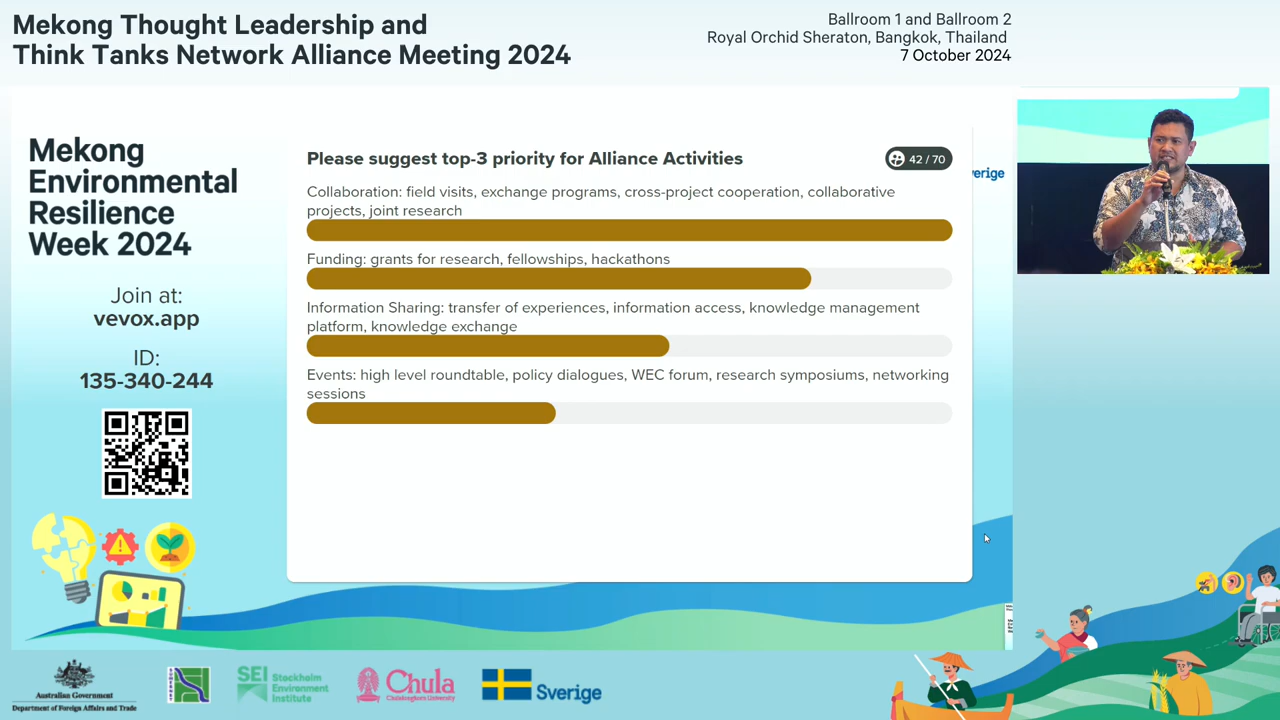 Mekong Thought Leadership and
Think Tanks Network Alliance Meeting 2024
Ballroom 1 and Ballroom 2
Royal Orchid Sheraton, Bangkok, Thailand
7 October 2024
Mekong
Environmental
Resilience
Week 2024
Join at:
vevox.app
ID:
135-340-244
Please suggest top-3 priority for Alliance Activities
42 / 70
Collaboration: field visits, exchange programs, cross-project cooperation, collaborative
projects, joint research
Funding: grants for research, fellowships, hackathons
Information Sharing: transfer of experiences, information access, knowledge management
platform, knowledge exchange
Events: high level roundtable, policy dialogues, WEC forum, research symposiums, networking
sessions
erige
Australian Government
Department of Foreign Affairs and Trade
SEI Stockholm
Environment
Institute
Chula
Chulalongkorn University
Sverige